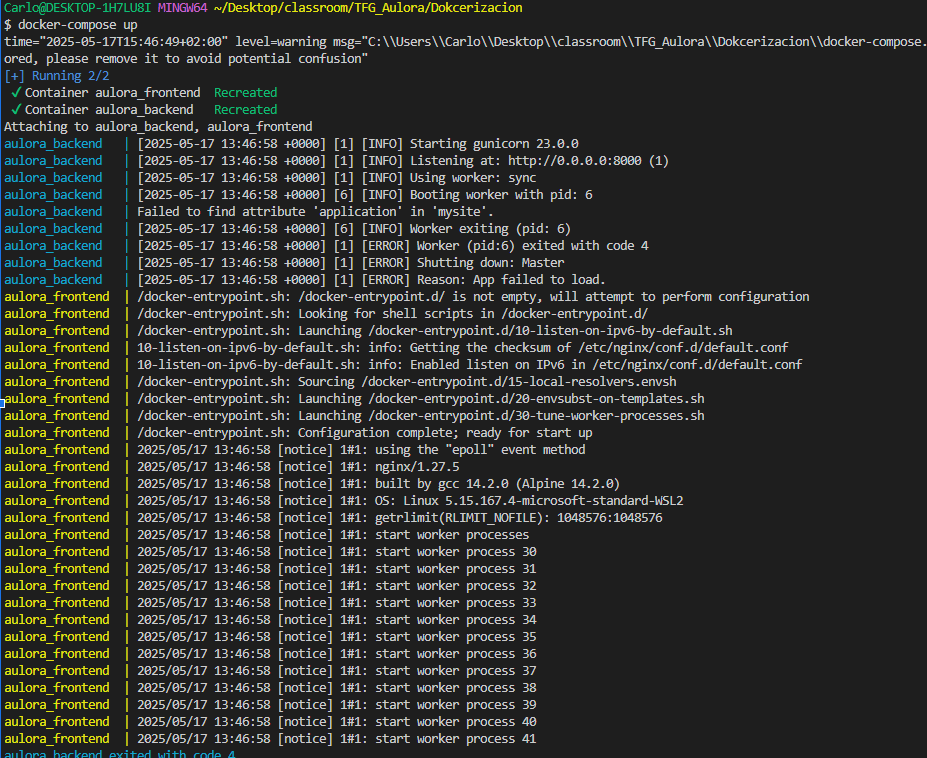 Carlo@DESKTOP-1H7LU8I MINGW64 ~/Desktop/classroom/TFG_Aulora/Dokcerizacion
$ docker-compose up
time="2025-05-17T15:46:49+02:00" level=warning msg="C:\\Users\\Carlo\\Desktop\\classroom\\TFG_Aulora\\Dokcerizacion\\docker-compose.
ored, please remove it to avoid potential confusion"
[+] Running 2/2
✓ Container aulora_frontend  Recreated
✓ Container aulora_backend   Recreated
Attaching to aulora_backend, aulora_frontend
aulora_backend   | [2025-05-17 13:46:58 +0000] [1] [INFO] Starting gunicorn 23.0.0
aulora_backend   | [2025-05-17 13:46:58 +0000] [1] [INFO] Listening at: http://0.0.0.0:8000 (1)
aulora_backend   | [2025-05-17 13:46:58 +0000] [1] [INFO] Using worker: sync
aulora_backend   | [2025-05-17 13:46:58 +0000] [6] [INFO] Booting worker with pid: 6
aulora_backend   | Failed to find attribute 'application' in 'mysite'.
aulora_backend   | [2025-05-17 13:46:58 +0000] [6] [INFO] Worker exiting (pid: 6)
aulora_backend   | [2025-05-17 13:46:58 +0000] [1] [ERROR] Worker (pid:6) exited with code 4
aulora_backend   | [2025-05-17 13:46:58 +0000] [1] [ERROR] Shutting down: Master
aulora_backend   | [2025-05-17 13:46:58 +0000] [1] [ERROR] Reason: App failed to load.
aulora_frontend  | /docker-entrypoint.sh: /docker-entrypoint.d/ is not empty, will attempt to perform configuration
aulora_frontend  | /docker-entrypoint.sh: Looking for shell scripts in /docker-entrypoint.d/
aulora_frontend  | /docker-entrypoint.sh: Launching /docker-entrypoint.d/10-listen-on-ipv6-by-default.sh
aulora_frontend  | 10-listen-on-ipv6-by-default.sh: info: Getting the checksum of /etc/nginx/conf.d/default.conf
aulora_frontend  | 10-listen-on-ipv6-by-default.sh: info: Enabled listen on IPv6 in /etc/nginx/conf.d/default.conf
aulora_frontend  | /docker-entrypoint.sh: Sourcing /docker-entrypoint.d/15-local-resolvers.envsh
aulora_frontend  | /docker-entrypoint.sh: Launching /docker-entrypoint.d/20-envsubst-on-templates.sh
aulora_frontend  | /docker-entrypoint.sh: Launching /docker-entrypoint.d/30-tune-worker-processes.sh
aulora_frontend  | /docker-entrypoint.sh: Configuration complete; ready for start up
aulora_frontend  | 2025/05/17 13:46:58 [notice] 1#1: using the "epoll" event method
aulora_frontend  | 2025/05/17 13:46:58 [notice] 1#1: nginx/1.27.5
aulora_frontend  | 2025/05/17 13:46:58 [notice] 1#1: built by gcc 14.2.0 (Alpine 14.2.0)
aulora_frontend  | 2025/05/17 13:46:58 [notice] 1#1: OS: Linux 5.15.167.4-microsoft-standard-WSL2
aulora_frontend  | 2025/05/17 13:46:58 [notice] 1#1: getrlimit(RLIMIT_NOFILE): 1048576:1048576
aulora_frontend  | 2025/05/17 13:46:58 [notice] 1#1: start worker processes
aulora_frontend  | 2025/05/17 13:46:58 [notice] 1#1: start worker process 30
aulora_frontend  | 2025/05/17 13:46:58 [notice] 1#1: start worker process 31
aulora_frontend  | 2025/05/17 13:46:58 [notice] 1#1: start worker process 32
aulora_frontend  | 2025/05/17 13:46:58 [notice] 1#1: start worker process 33
aulora_frontend  | 2025/05/17 13:46:58 [notice] 1#1: start worker process 34
aulora_frontend  | 2025/05/17 13:46:58 [notice] 1#1: start worker process 35
aulora_frontend  | 2025/05/17 13:46:58 [notice] 1#1: start worker process 36
aulora_frontend  | 2025/05/17 13:46:58 [notice] 1#1: start worker process 37
aulora_frontend  | 2025/05/17 13:46:58 [notice] 1#1: start worker process 38
aulora_frontend  | 2025/05/17 13:46:58 [notice] 1#1: start worker process 39
aulora_frontend  | 2025/05/17 13:46:58 [notice] 1#1: start worker process 40
aulora_frontend  | 2025/05/17 13:46:58 [notice] 1#1: start worker process 41
aulora_backend exited with code 4